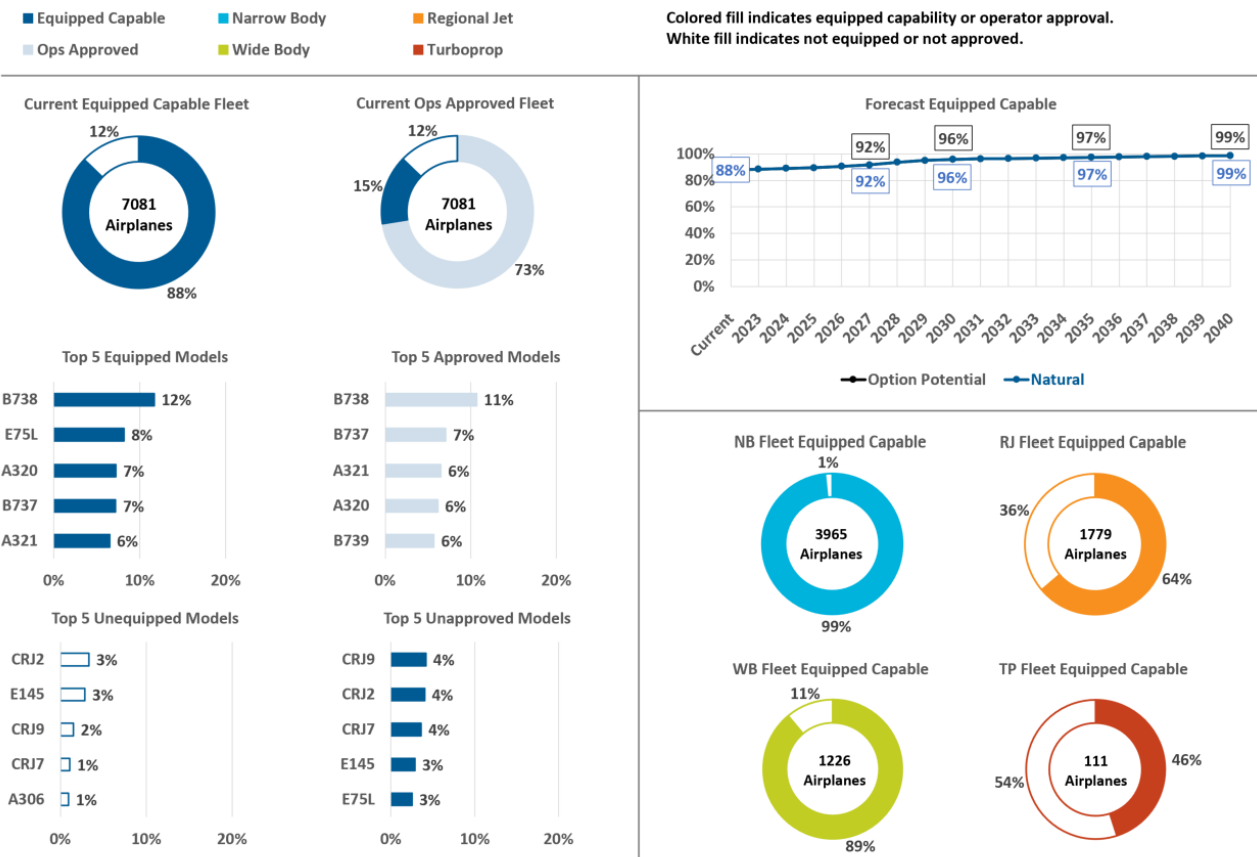 Equipped Capable
Narrow Body
Regional Jet
Ops Approved
Wide Body
Turboprop
Colored fill indicates equipped capability or operator approval.
White fill indicates not equipped or not approved.
Current Equipped Capable Fleet
12%
7081
Airplanes
88%
Current Ops Approved Fleet
12%
15%
7081
Airplanes
73%
Forecast Equipped Capable
92%
96%
97%
99%
100%
80%
60%
40%
20%
0%
88%
92%
96%
97%
99%
Current
2023
2024
2025
2026
2027
2028
2029
2030
2031
2032
2033
2034
2035
2036
2037
2038
2039
2040
Option Potential
Natural
Top 5 Equipped Models
B738 12%
E75L 8%
A320 7%
B737 7%
A321 6%
0% 10% 20%
Top 5 Approved Models
B738 11%
B737 7%
A321 6%
A320 6%
B739 6%
0% 10% 20%
Top 5 Unequipped Models
CRJ2 3%
E145 3%
CRJ9 2%
CRJ7 1%
A306 1%
0% 10% 20%
Top 5 Unapproved Models
CRJ9 4%
CRJ2 4%
CRJ7 4%
E145 3%
E75L 3%
0% 10% 20%
NB Fleet Equipped Capable
1%
3965
Airplanes
99%
RJ Fleet Equipped Capable
36%
1779
Airplanes
64%
WB Fleet Equipped Capable
11%
1226
Airplanes
89%
TP Fleet Equipped Capable
46%
111
Airplanes
54%